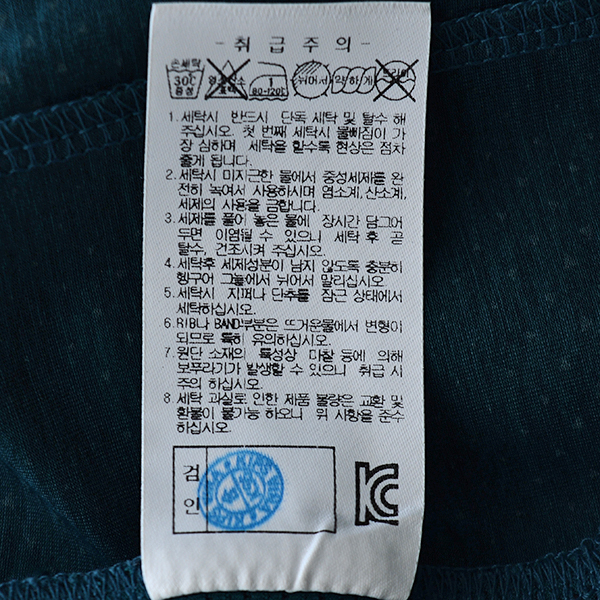 - 취 급 주 의 -
손세탁
30℃
중성
염소탄소
표백
1
80-120℃
뉘어서
약하게
드라이
1.세탁시 반드시 단독 세탁 및 탈수 해
주십시오. 첫 번째 세탁시 물빠짐이 가
장 심하며 세탁을 할수록 현상은 점차
줄게 됩니다.
2.세탁시 미지근한 물에서 중성세제를 완
전히 녹여서 사용하시며 염소계,산소계,
세제의 사용을 금합니다.
3.세제를 풀어 놓은 물에 장시간 담그어
두면 이염될 수 있으니 세탁 후 곧
탈수, 건조시켜 주십시오.
4.세탁후 세제성분이 남지 않도록 충분히
헹구어 그늘에서 뉘어서 말리십시오.
5.세탁시 지퍼나 단추를 잠근 상태에서
세탁하십시오.
6.RIB나 BAND부분은 뜨거운물에서 변형이
되므로 특히 유의하십시오.
7.원단 소재의 특성상 마찰 등에 의해
보푸라기가 발생할 수 있으니 취급 시
주의 하십시오.
8 세탁 과실로 인한 제품 불량은 교환 및
환불이 불가능 하오니 위 사항을 준수
하십시오.
검
인